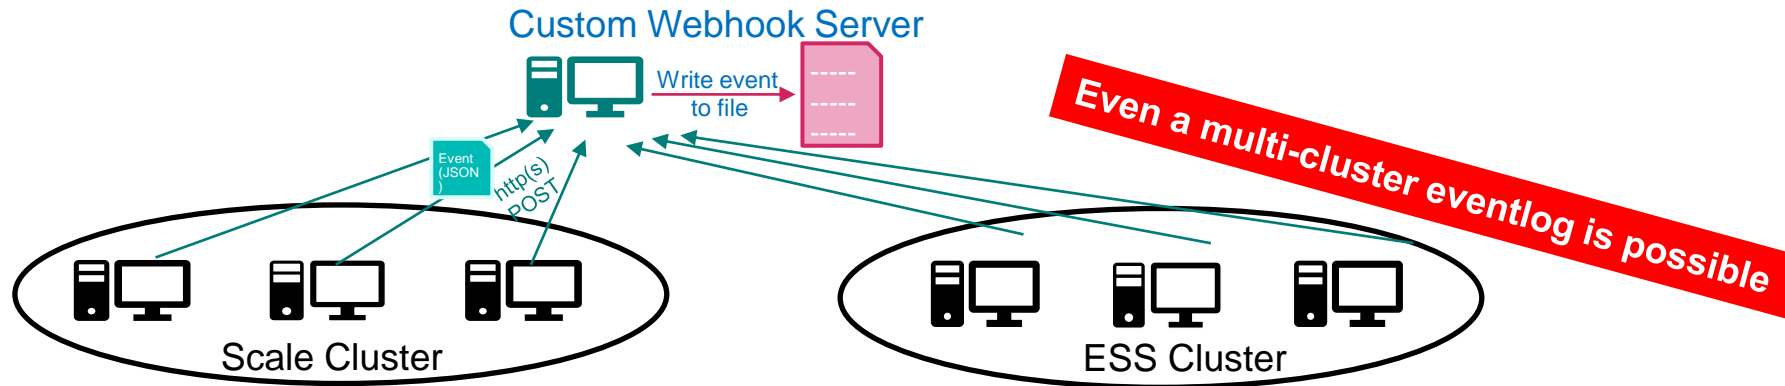 Custom Webhook Server
Write event
to file
Even a multi-cluster eventlog is possible
Event
(JSON
)
http(s)
POST
Scale Cluster
ESS Cluster